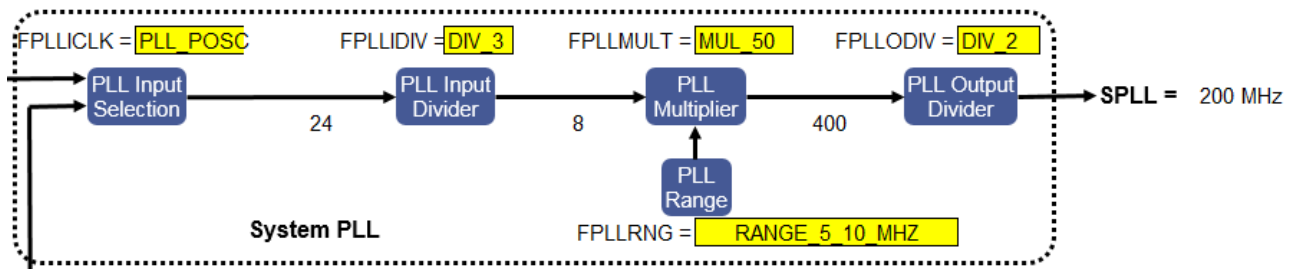 FPLLICLK = PLL_POSC FPLLIDIV = DIV_3 FPLLMULT = MUL_50 FPLLODIV = DIV_2
PLL Input
Selection
PLL Input
Divider
PLL
Multiplier
PLL Output
Divider
SPLL = 200 MHz
24
8
400
PLL
Range
System PLL
FPLLRNG = RANGE_5_10_MHZ